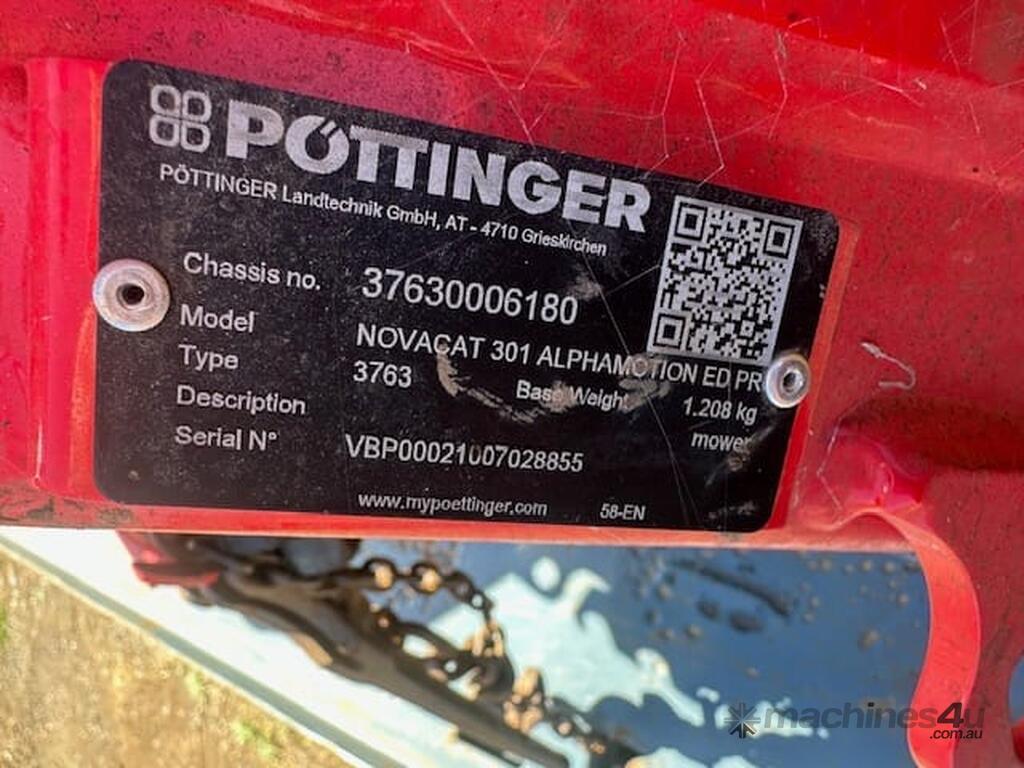 PÖTTINGER
PÖTTINGER Landtechnik GmbH, AT - 4710 Grieskirchen
Chassis no. 37630006180
Model NOVACAT 301 ALPHAMOTION ED PR
Type 3763 Base Weight 1.208 kg
Description mower
Serial N° VBP00021007028855
www.mypoettinger.com 58-EN
machines4u
.com.au